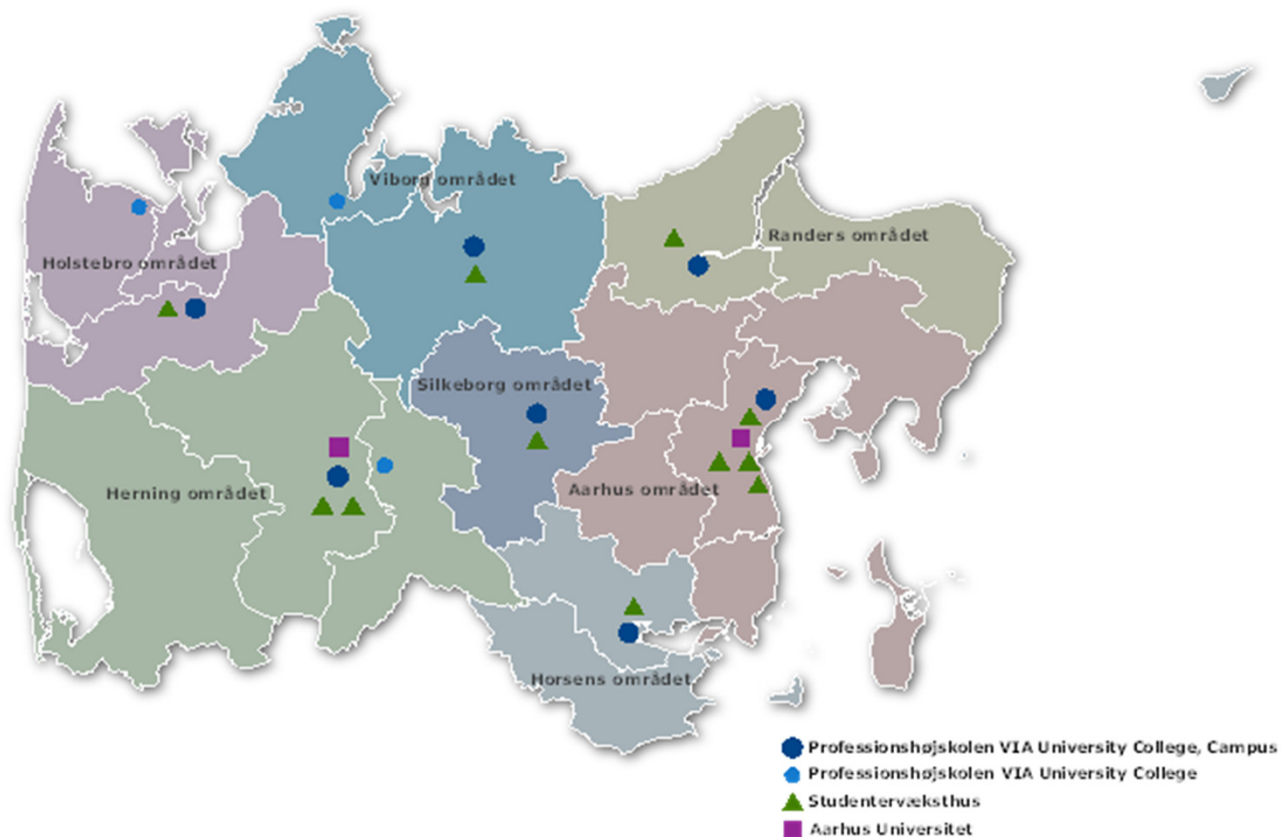 Viborg området
Randers området
Holstebro området
Silkeborg området
Herning området
Aarhus området
Horsens området
Professionshøjskolen VIA University College, Campus
Professionshøjskolen VIA University College
Studentervæksthus
Aarhus Universitet